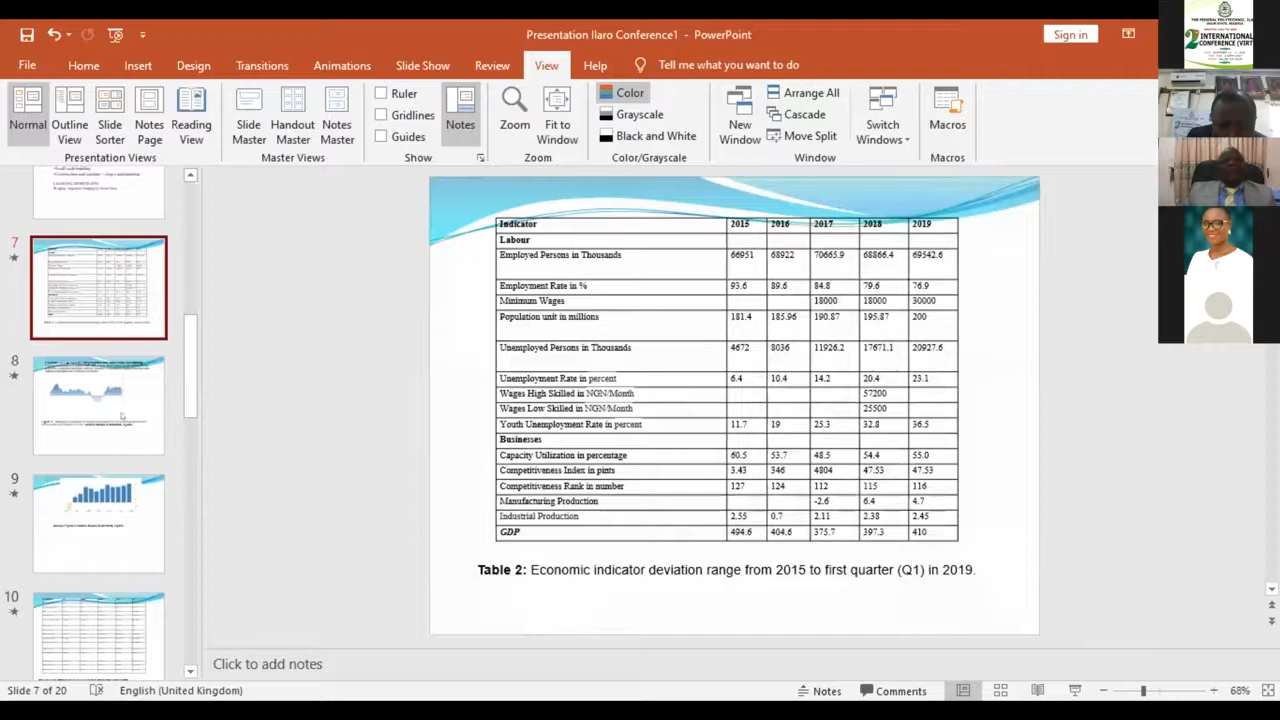 Presentation Ilaro Conference1 - PowerPoint
Sign in
File Home Insert Design Transitions Animations Slide Show Review View Help Tell me what you want to do
Normal Outline View Slide Sorter Notes Page Reading View
Presentation Views
Slide Master Handout Master Notes Master
Master Views
Ruler
Gridlines
Guides
Show
Notes
Zoom Fit to Window
Zoom
Color
Grayscale
Black and White
Color/Grayscale
New Window
Arrange All
Cascade
Move Split
Window
Switch Windows
Macros
Macros
THE FEDERAL POLYTECHNIC,
2
INTERNATIONAL
CONFERENCE (VIRT
7
8
9
10
Indicator 2015 2016 2017 2018 2019
Labour
Employed Persons in Thousands 66951 68922 70665.9 68866.4 69542.6
Employment Rate in % 93.6 89.6 84.8 79.6 76.9
Minimum Wages 18000 18000 30000
Population unit in millions 181.4 185.96 190.87 195.87 200
Unemployed Persons in Thousands 4672 8036 11926.2 17671.1 20927.6
Unemployment Rate in percent 6.4 10.4 14.2 20.4 23.1
Wages High Skilled in NGN/Month 57200
Wages Low Skilled in NGN/Month 25500
Youth Unemployment Rate in percent 11.7 19 25.5 32.8 36.5
Businesses
Capacity Utilization in percentage 60.5 53.7 48.5 54.4 55.0
Competitiveness Index in pints 3.43 346 4804 47.53 47.53
Competitiveness Rank in number 127 124 112 115 116
Manufacturing Production -2.6 6.4 4.7
Industrial Production 2.55 0.7 2.11 2.38 2.45
GDP 494.6 404.6 375.7 397.3 410
Table 2: Economic indicator deviation range from 2015 to first quarter (Q1) in 2019.
Click to add notes
Slide 7 of 20 English (United Kingdom) Notes Comments 68%